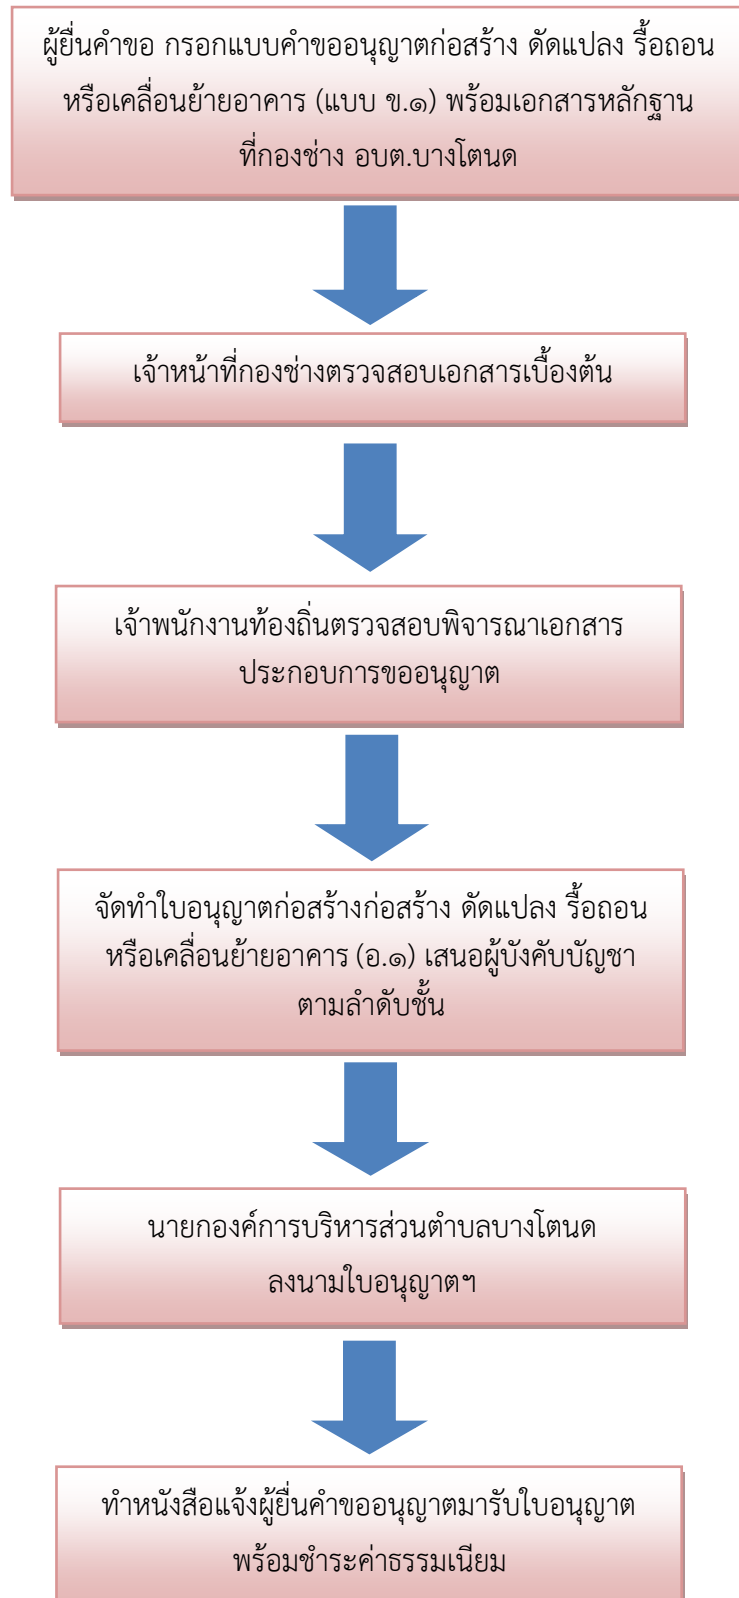 ผู้ยื่นคำขอ กรอกแบบคำขออนุญาตก่อสร้าง ดัดแปลง รื้อถอน
หรือเคลื่อนย้ายอาคาร (แบบ ข.๑) พร้อมเอกสารหลักฐาน
ที่กองช่าง อบต.บางโตนด
เจ้าหน้าที่กองช่างตรวจสอบเอกสารเบื้องต้น
เจ้าพนักงานท้องถิ่นตรวจสอบพิจารณาเอกสาร
ประกอบการขออนุญาต
จัดทำใบอนุญาตก่อสร้างก่อสร้าง ดัดแปลง รื้อถอน
หรือเคลื่อนย้ายอาคาร (อ.๑) เสนอผู้บังคับบัญชา
ตามลำดับชั้น
นายกองค์การบริหารส่วนตำบลบางโตนด
ลงนามใบอนุญาตฯ
ทำหนังสือแจ้งผู้ยื่นคำขออนุญาตมารับใบอนุญาต
พร้อมชำระค่าธรรมเนียม